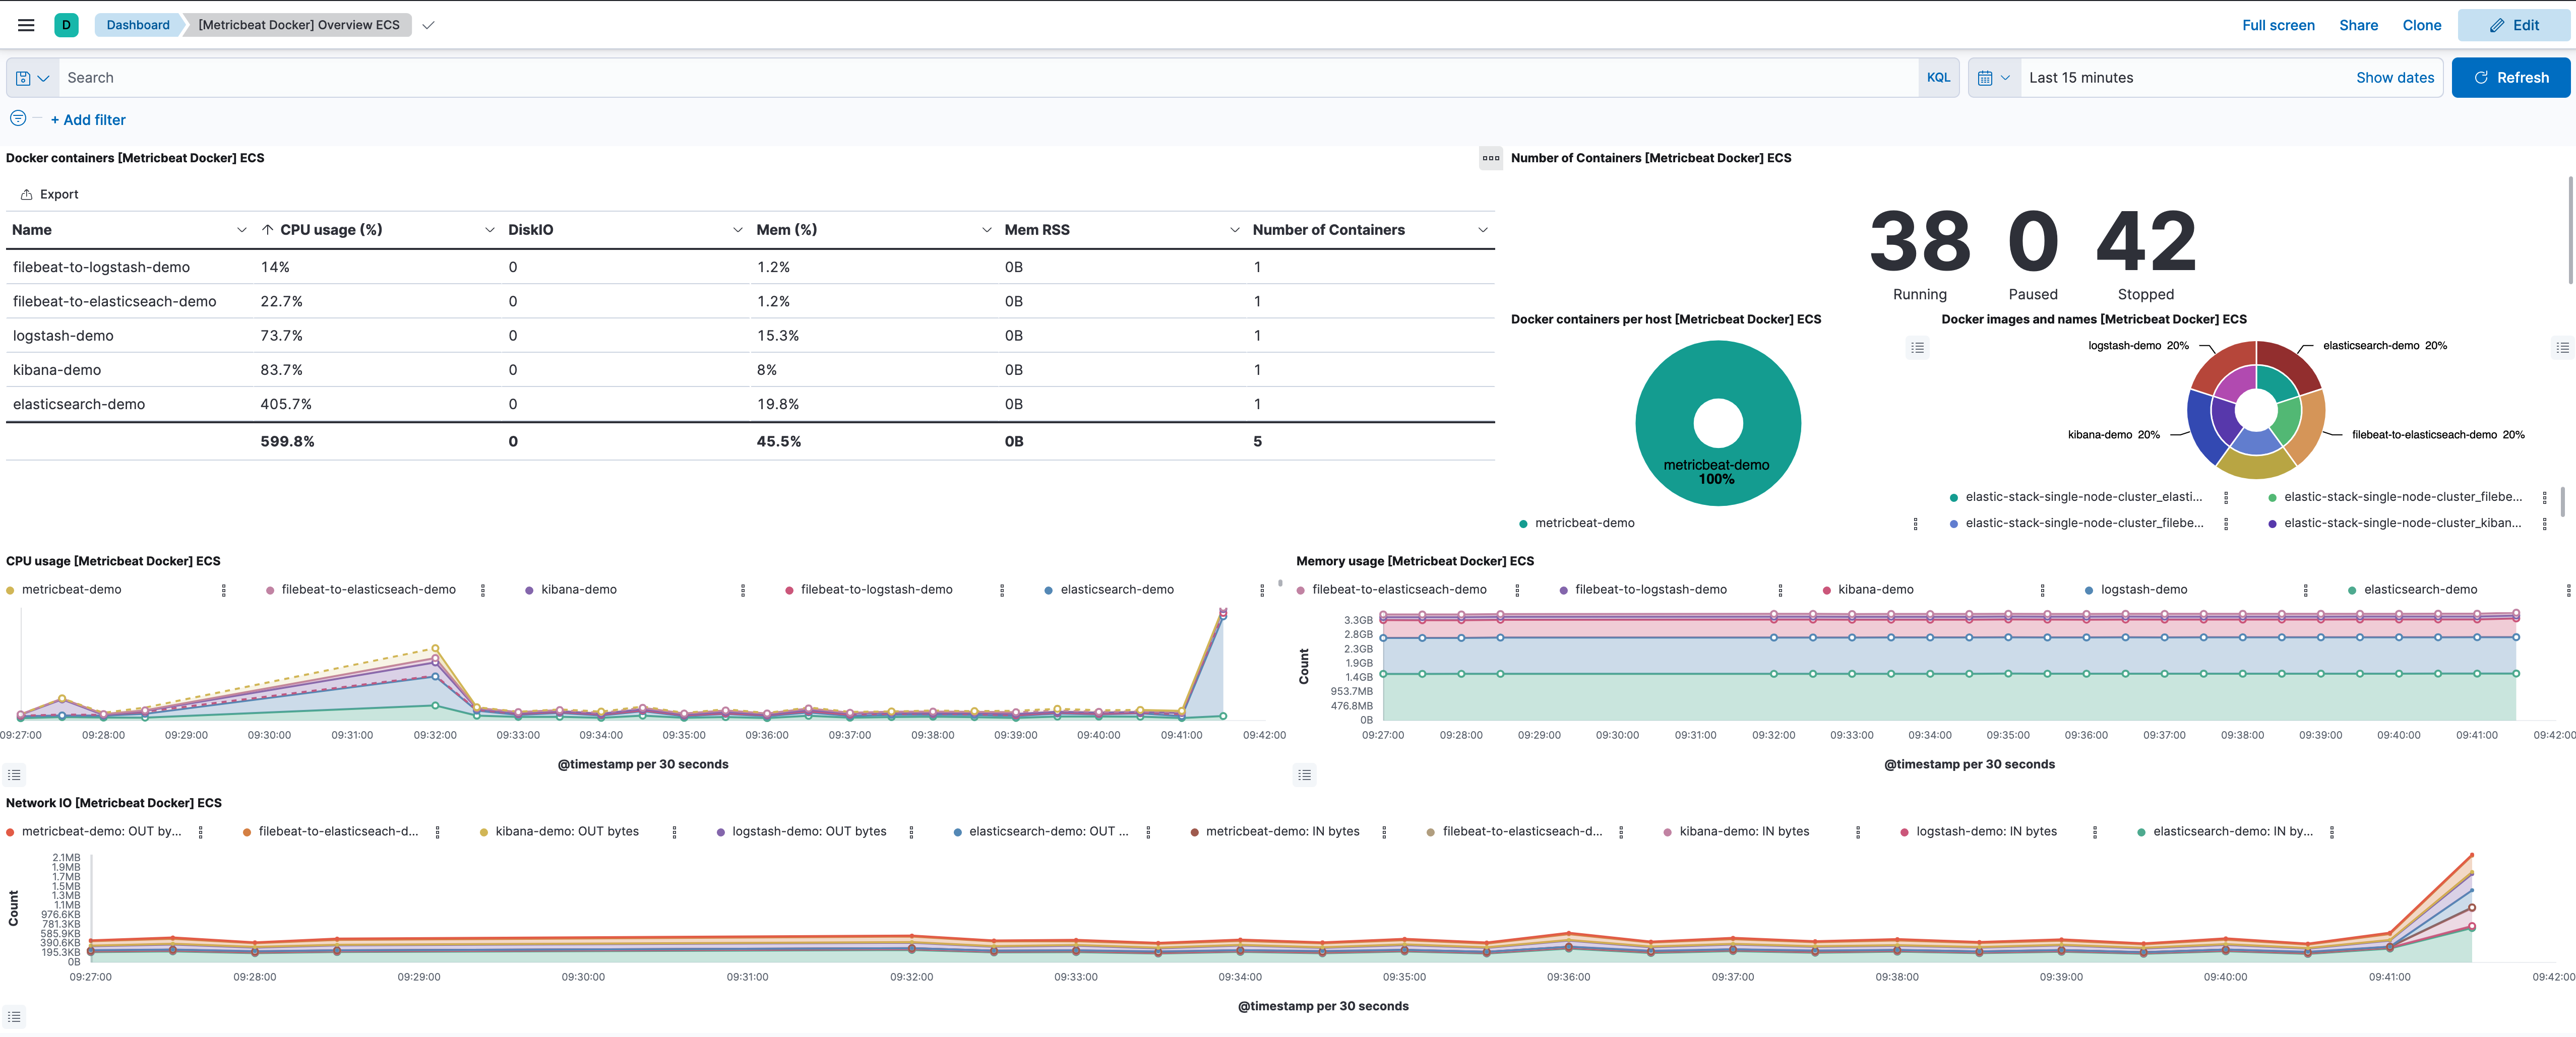 D Dashboard [Metricbeat Docker] Overview ECS Full screen Share Clone Edit
Search KQL Last 15 minutes Show dates Refresh
+ Add filter
Docker containers [Metricbeat Docker] ECS
Export
Name CPU usage (%) DiskIO Mem (%) Mem RSS Number of Containers
filebeat-to-logstash-demo 14% 0 1.2% 0B 1
filebeat-to-elasticseach-demo 22.7% 0 1.2% 0B 1
logstash-demo 73.7% 0 15.3% 0B 1
kibana-demo 83.7% 0 8% 0B 1
elasticsearch-demo 405.7% 0 19.8% 0B 1
599.8% 0 45.5% 0B 5
Number of Containers [Metricbeat Docker] ECS
38 0 42
Running Paused Stopped
Docker containers per host [Metricbeat Docker] ECS
metricbeat-demo
100%
metricbeat-demo
Docker images and names [Metricbeat Docker] ECS
logstash-demo 20% elasticsearch-demo 20%
kibana-demo 20% filebeat-to-elasticseach-demo 20%
elastic-stack-single-node-cluster_elasti... elastic-stack-single-node-cluster_filebe...
elastic-stack-single-node-cluster_filebe... elastic-stack-single-node-cluster_kiban...
CPU usage [Metricbeat Docker] ECS
metricbeat-demo filebeat-to-elasticseach-demo kibana-demo filebeat-to-logstash-demo elasticsearch-demo
09:27:00 09:28:00 09:29:00 09:30:00 09:31:00 09:32:00 09:33:00 09:34:00 09:35:00 09:36:00 09:37:00 09:38:00 09:39:00 09:40:00 09:41:00 09:42:00
@timestamp per 30 seconds
Memory usage [Metricbeat Docker] ECS
filebeat-to-elasticseach-demo filebeat-to-logstash-demo kibana-demo logstash-demo elasticsearch-demo
Count
3.3GB
2.8GB
2.3GB
1.9GB
1.4GB
953.7MB
476.8MB
0B
09:27:00 09:28:00 09:29:00 09:30:00 09:31:00 09:32:00 09:33:00 09:34:00 09:35:00 09:36:00 09:37:00 09:38:00 09:39:00 09:40:00 09:41:00 09:42:00
@timestamp per 30 seconds
Network IO [Metricbeat Docker] ECS
metricbeat-demo: OUT by... filebeat-to-elasticseach-d... kibana-demo: OUT bytes logstash-demo: OUT bytes elasticsearch-demo: OUT ... metricbeat-demo: IN bytes filebeat-to-elasticseach-d... kibana-demo: IN bytes logstash-demo: IN bytes elasticsearch-demo: IN by...
Count
2.1MB
1.9MB
1.7MB
1.5MB
1.3MB
1.1MB
976.6KB
781.3KB
585.9KB
390.6KB
195.3KB
0B
09:27:00 09:28:00 09:29:00 09:30:00 09:31:00 09:32:00 09:33:00 09:34:00 09:35:00 09:36:00 09:37:00 09:38:00 09:39:00 09:40:00 09:41:00 09:42:00
@timestamp per 30 seconds